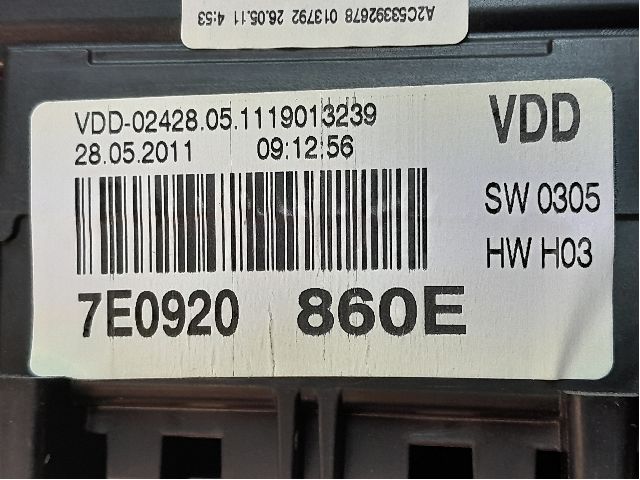 A2C53392678 013792 26.05.11 4:53
VDD-02428.05.1119013239
28.05.2011 09:12:56
VDD
SW 0305
HW H03
7E0920 860E